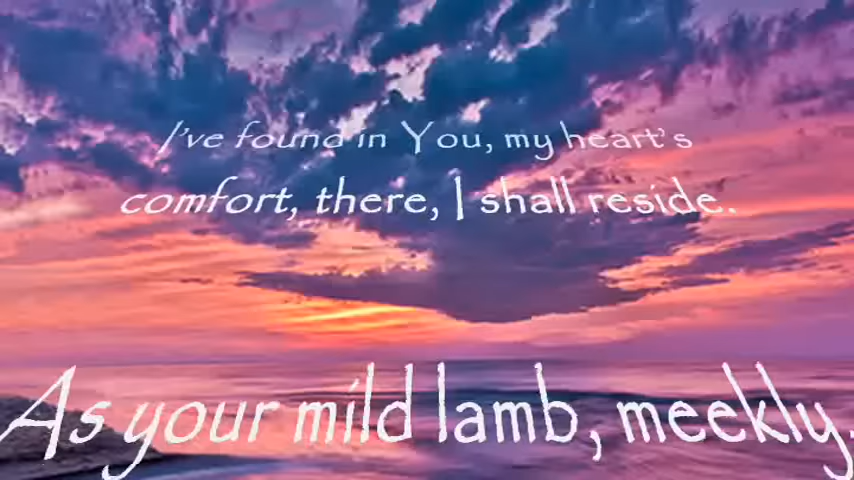 I've found in You, my heart's
comfort, there, I shall reside.
As your mild lamb, meekly.